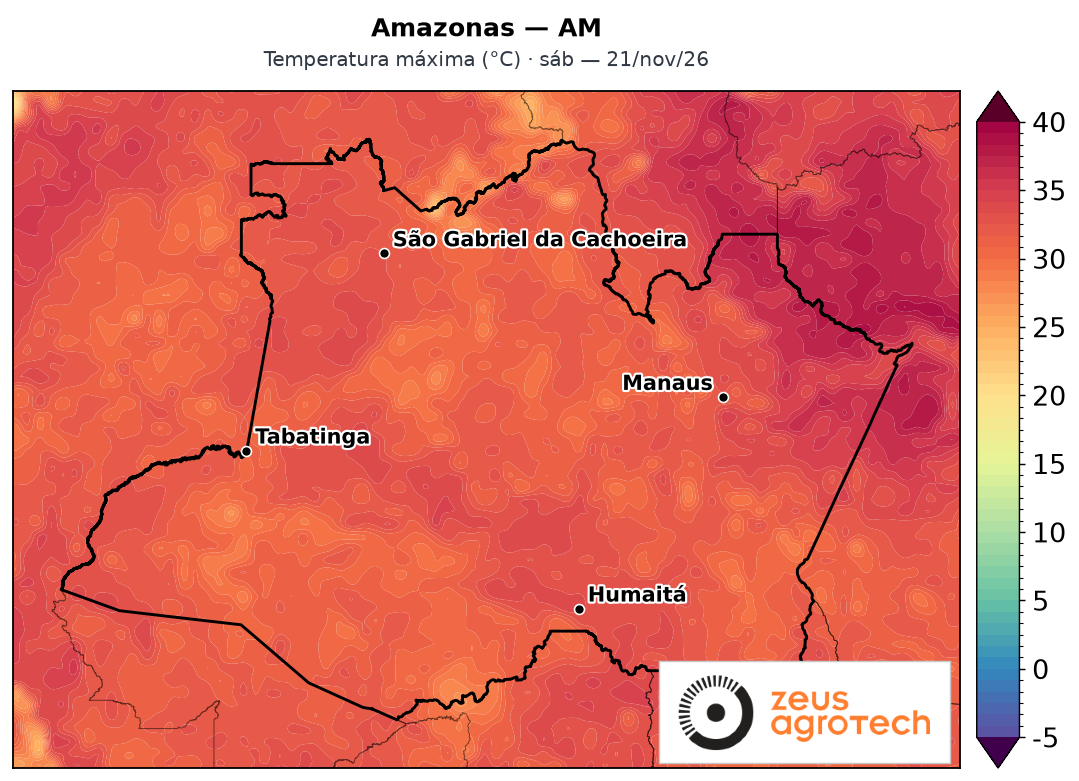 Amazonas — AM
Temperatura máxima (°C) · sáb — 21/nov/26
São Gabriel da Cachoeira
Manaus
Tabatinga
Humaitá
40
35
30
25
20
15
10
5
0
-5
zeus
agrotech